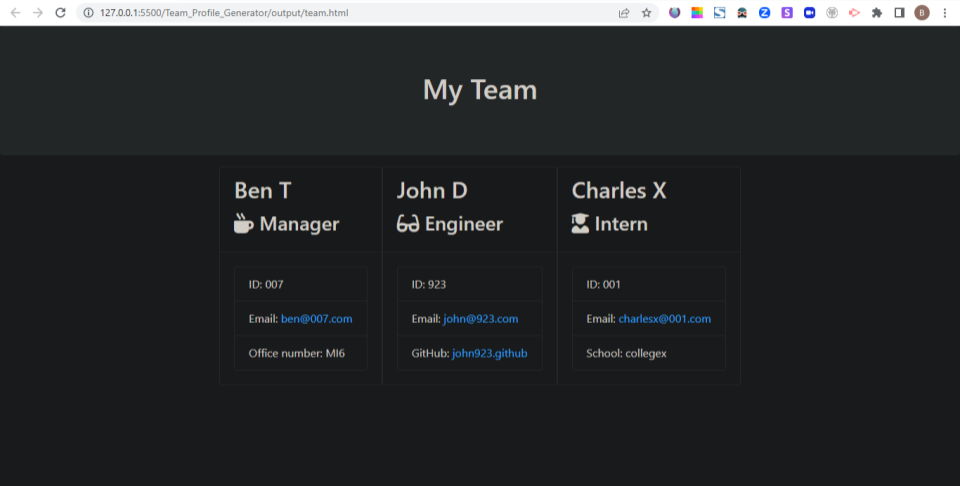 127.0.0.1:5500/Team_Profile_Generator/output/team.html
B
My Team
Ben T
Manager
ID: 007
Email: ben@007.com
Office number: MI6
John D
Engineer
ID: 923
Email: john@923.com
GitHub: john923.github
Charles X
Intern
ID: 001
Email: charlesx@001.com
School: collegex